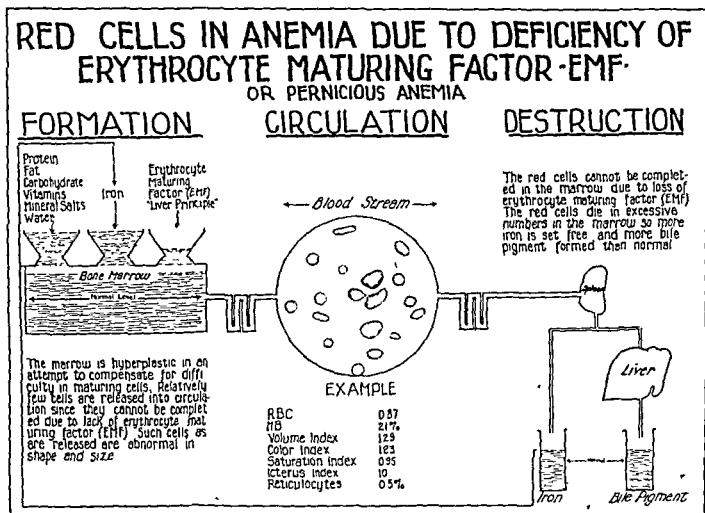 RED CELLS IN ANEMIA DUE TO DEFICIENCY OF
ERYTHROCYTE MATURING FACTOR-EMF-
OR PERNICIOUS ANEMIA
FORMATION
Protein
Fat
Carbohydrate
Vitamins
Mineral Salts
Water
Iron
Erythrocyte
Maturing
Factor (EMF)
"Liver Principle"
Bone Marrow
Normal Level
The marrow is hyperplastic in an
attempt to compensate for diffi
culty in maturing cells. Relatively
few cells are released into circula
tion since they cannot be complet
ed due to lack of erythrocyte mat
uring factor (EMF) Such cells as
are released are abnormal in
shape and size
CIRCULATION
Blood Stream
EXAMPLE
RBC 0.87
HB 21%
Volume Index 1.29
Color Index 1.23
Saturation Index 0.95
Icterus Index 10
Reticulocytes 0.5%
DESTRUCTION
The red cells cannot be complet-
ed in the marrow due to loss of
erythrocyte maturing factor (EMF)
The red cells die in excessive
numbers in the marrow so more
iron is set free and more bile
pigment formed than normal
Liver
Iron
Bile Pigment